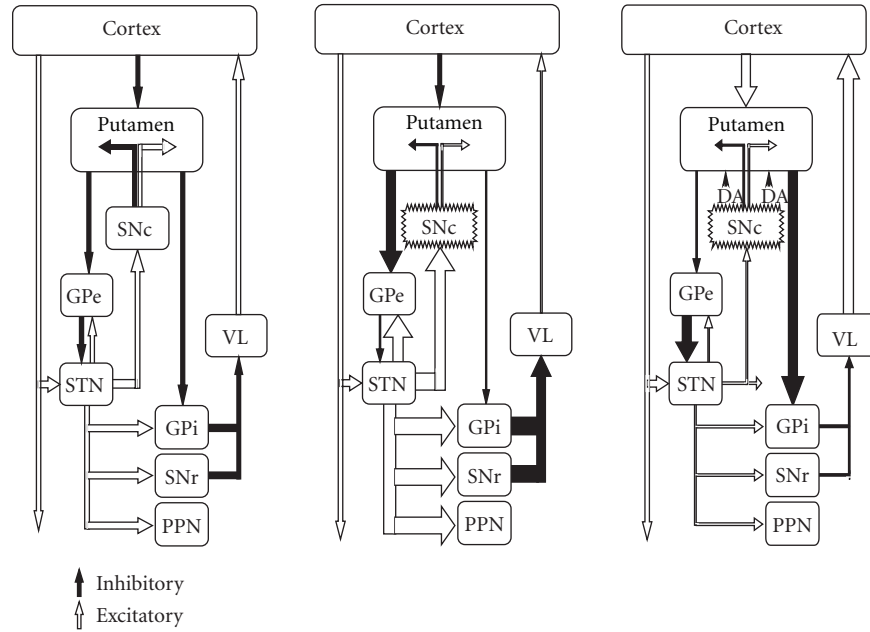 Cortex
Putamen
SNc
GPe
VL
STN
GPi
SNr
PPN
Cortex
Putamen
SNc
GPe
VL
STN
GPi
SNr
PPN
Cortex
Putamen
DA DA
SNc
GPe
VL
STN
GPi
SNr
PPN
Inhibitory
Excitatory